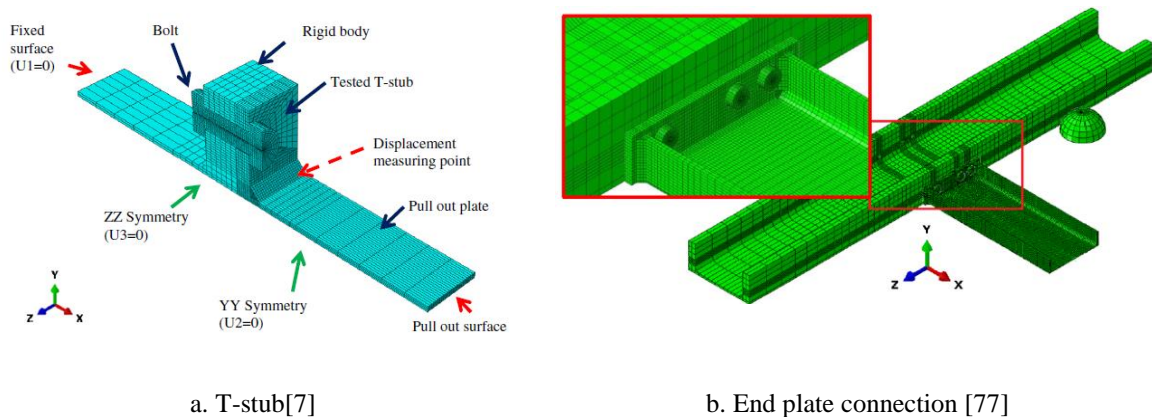 Fixed
surface
(U1=0)
Bolt
Rigid body
Tested T-stub
Displacement
measuring point
Pull out plate
ZZ Symmetry
(U3=0)
YY Symmetry
(U2=0)
Pull out surface
Y
Z
X
Y
Z
X
a. T-stub[7]
b. End plate connection [77]